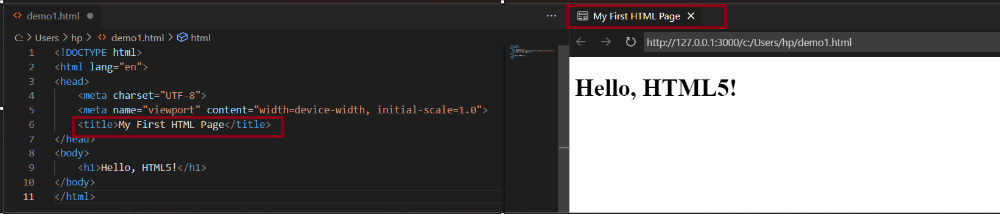 demo1.html
C: > Users > hp > demo1.html > html
1 <!DOCTYPE html>
2 <html lang="en">
3 <head>
4     <meta charset="UTF-8">
5     <meta name="viewport" content="width=device-width, initial-scale=1.0">
6     <title>My First HTML Page</title>
7 </head>
8 <body>
9     <h1>Hello, HTML5!</h1>
10 </body>
11 </html>
My First HTML Page
http://127.0.0.1:3000/c:/Users/hp/demo1.html
Hello, HTML5!